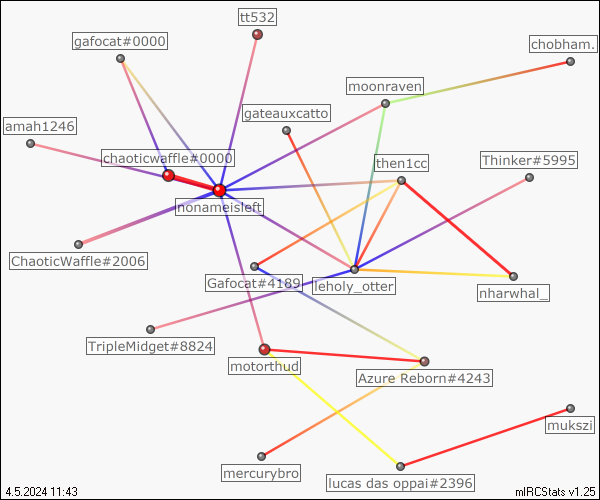 tt532
gafocat#0000
chobham.
moonraven
gateauxcatto
amah1246
chaoticwaffle#0000
then1cc
Thinker#5995
nonameisleft
ChaoticWaffle#2006
Gafocat#4189
leholy_otter
nharwhal_
TripleMidget#8824
motorthud
Azure Reborn#4243
mukszi
mercurybro
lucas das oppai#2396
4.5.2024 11:43
mIRCStats v1.25